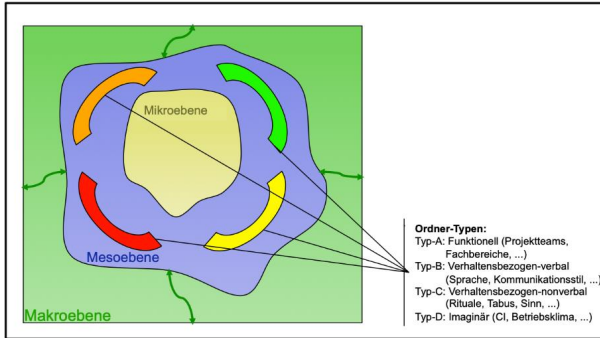 Mikroebene
Mesoebene
Makroebene
Ordner-Typen:
Typ-A: Funktionell (Projektteams,
Fachbereiche, ...)
Typ-B: Verhaltensbezogen-verbal
(Sprache, Kommunikationsstil, ...)
Typ-C: Verhaltensbezogen-nonverbal
(Rituale, Tabus, Sinn, ...)
Typ-D: Imaginär (CI, Betriebsklima, ...)